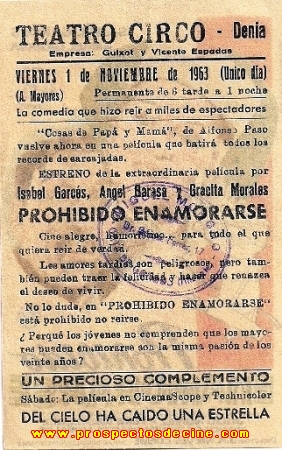 TEATRO CIRCO - Denia
Empresa: Guixot y Vicente Espadas
VIERNES 1 de NOVIEMBRE de 1963 (Unico día)
(A. Mayores) Permanente de 6 tarde a 1 noche
La comedia que hizo reir a miles de espectadores
"Cosas de Papá y Mamá", de Alfonso Paso
vuelve ahora en una película que batirá todos los
records de carcajadas.
ESTRENO de la extraordinaria película por
Isabel Garcés, Angel Garasa y Gracita Morales
PROHIBIDO ENAMORARSE
Cine alegre, humorístico... para todo el que
quiera reir de verdad.
Los amores tardíos son peligrosos, pero tam-
bién pueden traer la felicidad y hacer que renazca
el deseo de vivir.
No lo dude, en "PROHIBIDO ENAMORARSE"
está prohibido no reirse.
¿Porqué los jóvenes no comprenden que los mayo-
res pueden enamorarse con la misma pasión de los
veinte años?
UN PRECIOSO COMPLEMENTO
Sábado: La película en CinemaScope y Technicolor
DEL CIELO HA CAIDO UNA ESTRELLA
www.prospectosdecine.com